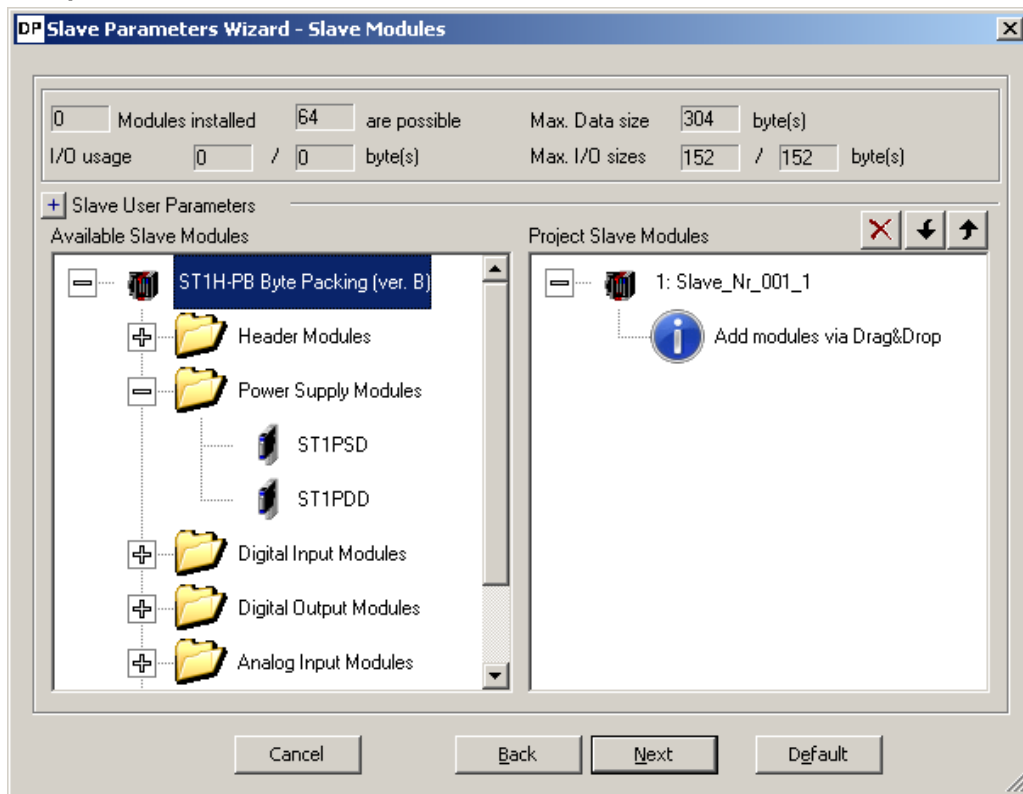 DP Slave Parameters Wizard - Slave Modules
0 Modules installed 64 are possible Max. Data size 304 byte(s)
I/O usage 0 / 0 byte(s) Max. I/O sizes 152 / 152 byte(s)
+ Slave User Parameters
Available Slave Modules Project Slave Modules
ST1H-PB Byte Packing (ver. B) 1: Slave_Nr_001_1
Header Modules Add modules via Drag&Drop
Power Supply Modules
ST1PSD
ST1PDD
Digital Input Modules
Digital Output Modules
Analog Input Modules
Cancel Back Next Default